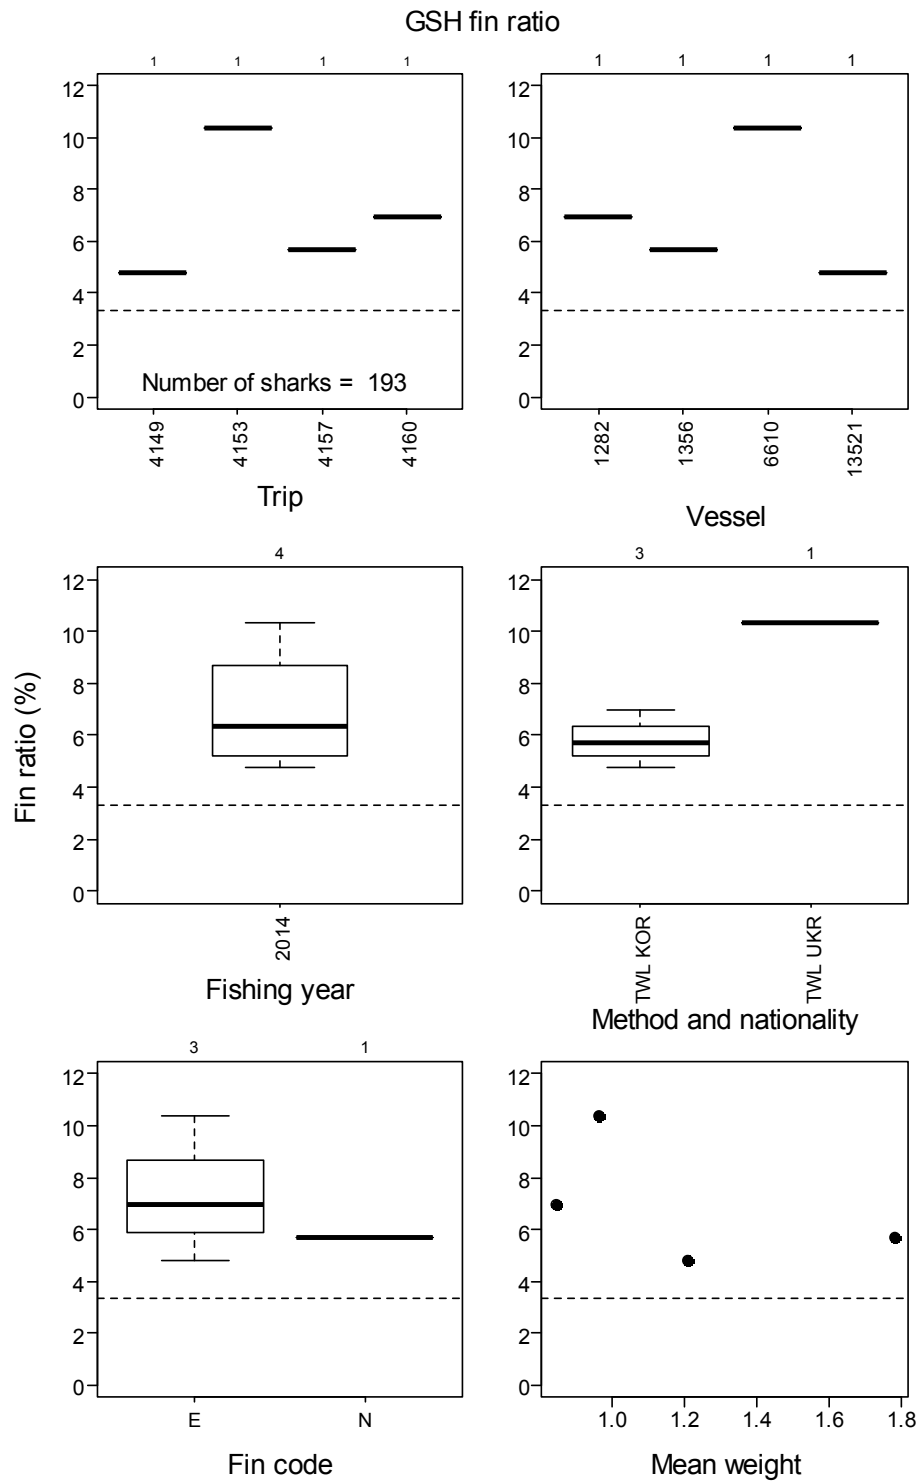 GSH fin ratio
1 1 1 1
12
10
8
6
4
2
0
Number of sharks = 193
4149 4153 4157 4160
Trip
1 1 1 1
12
10
8
6
4
2
0
1282 1356 6610 13521
Vessel
Fin ratio (%)
4
12
10
8
6
4
2
0
2014
Fishing year
3 1
12
10
8
6
4
2
0
TWL KOR TWL UKR
Method and nationality
3 1
12
10
8
6
4
2
0
E N
Fin code
12
10
8
6
4
2
0
1.0 1.2 1.4 1.6 1.8
Mean weight